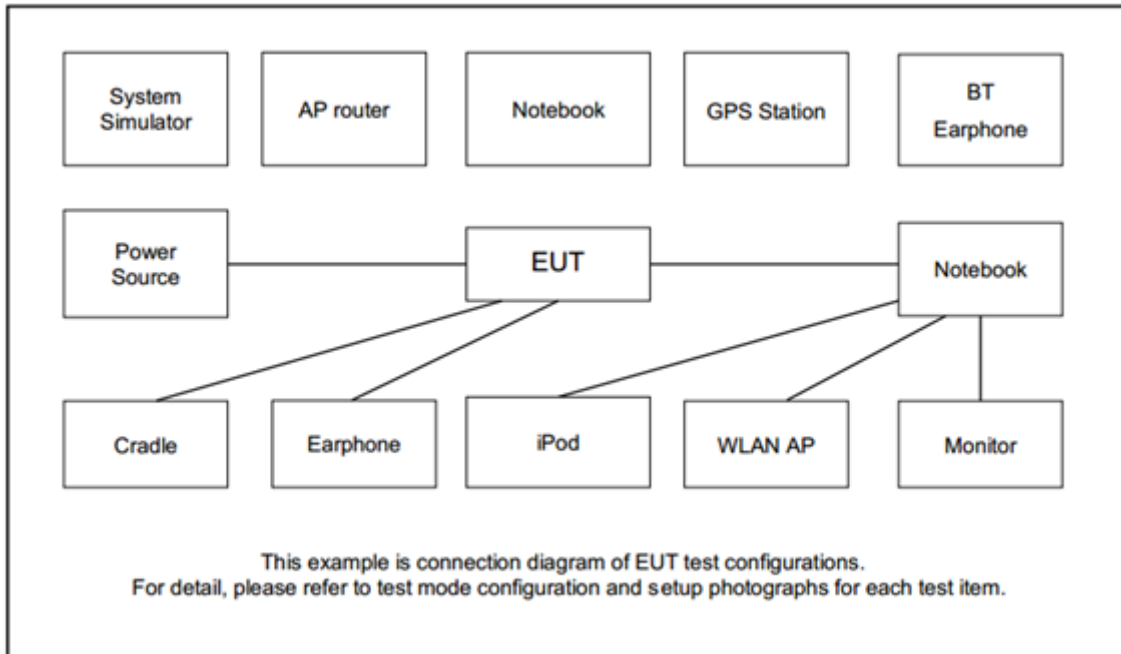 System
Simulator
AP router
Notebook
GPS Station
BT
Earphone
Power
Source
EUT
Notebook
Cradle
Earphone
iPod
WLAN AP
Monitor
This example is connection diagram of EUT test configurations.
For detail, please refer to test mode configuration and setup photographs for each test item.